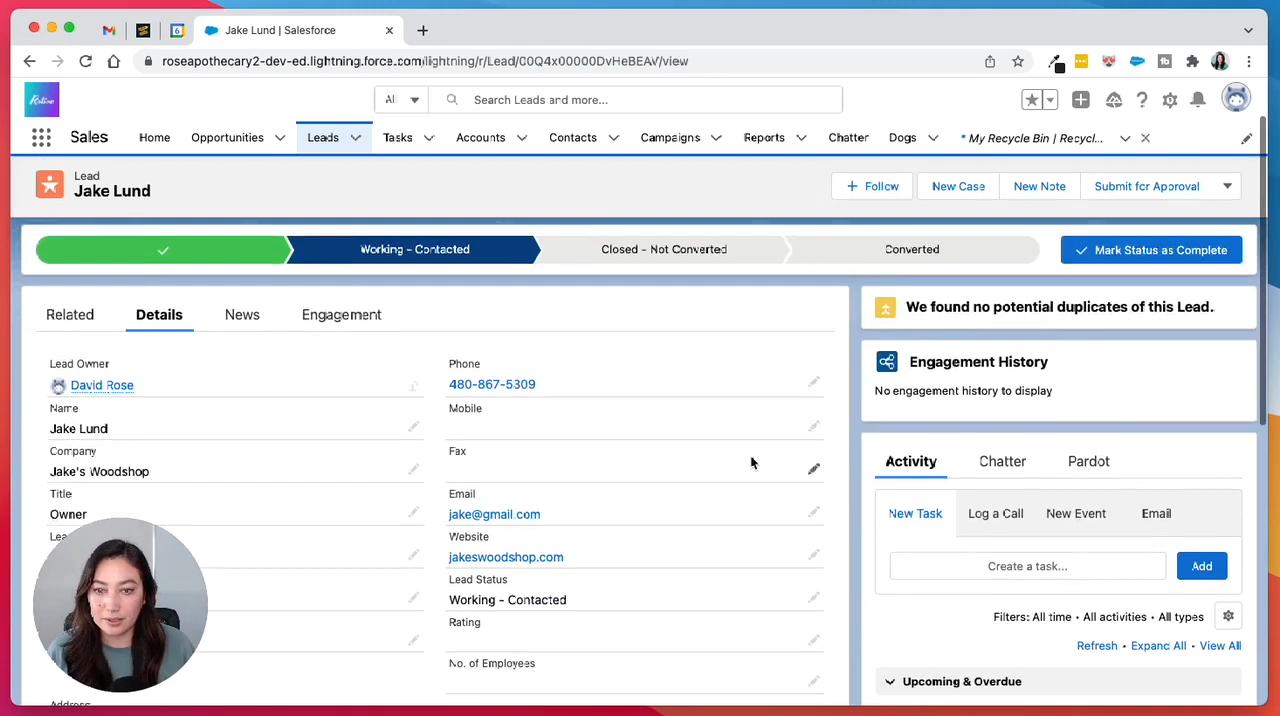 Jake Lund | Salesforce
roseapothecary2-dev-ed.lightning.force.com/lightning/r/Lead/00Q4x00000DvHeBEAV/view
All
Search Leads and more...
Sales
Home
Opportunities
Leads
Tasks
Accounts
Contacts
Campaigns
Reports
Chatter
Dogs
* My Recycle Bin | Recycl...
Lead
Jake Lund
+ Follow
New Case
New Note
Submit for Approval
Working - Contacted
Closed - Not Converted
Converted
Mark Status as Complete
Related
Details
News
Engagement
Lead Owner
David Rose
Name
Jake Lund
Company
Jake's Woodshop
Title
Owner
Phone
480-867-5309
Mobile
Fax
Email
jake@gmail.com
Website
jakeswoodshop.com
Lead Status
Working - Contacted
Rating
No. of Employees
We found no potential duplicates of this Lead.
Engagement History
No engagement history to display
Activity
Chatter
Pardot
New Task
Log a Call
New Event
Email
Create a task...
Add
Filters: All time • All activities • All types
Refresh • Expand All • View All
Upcoming & Overdue